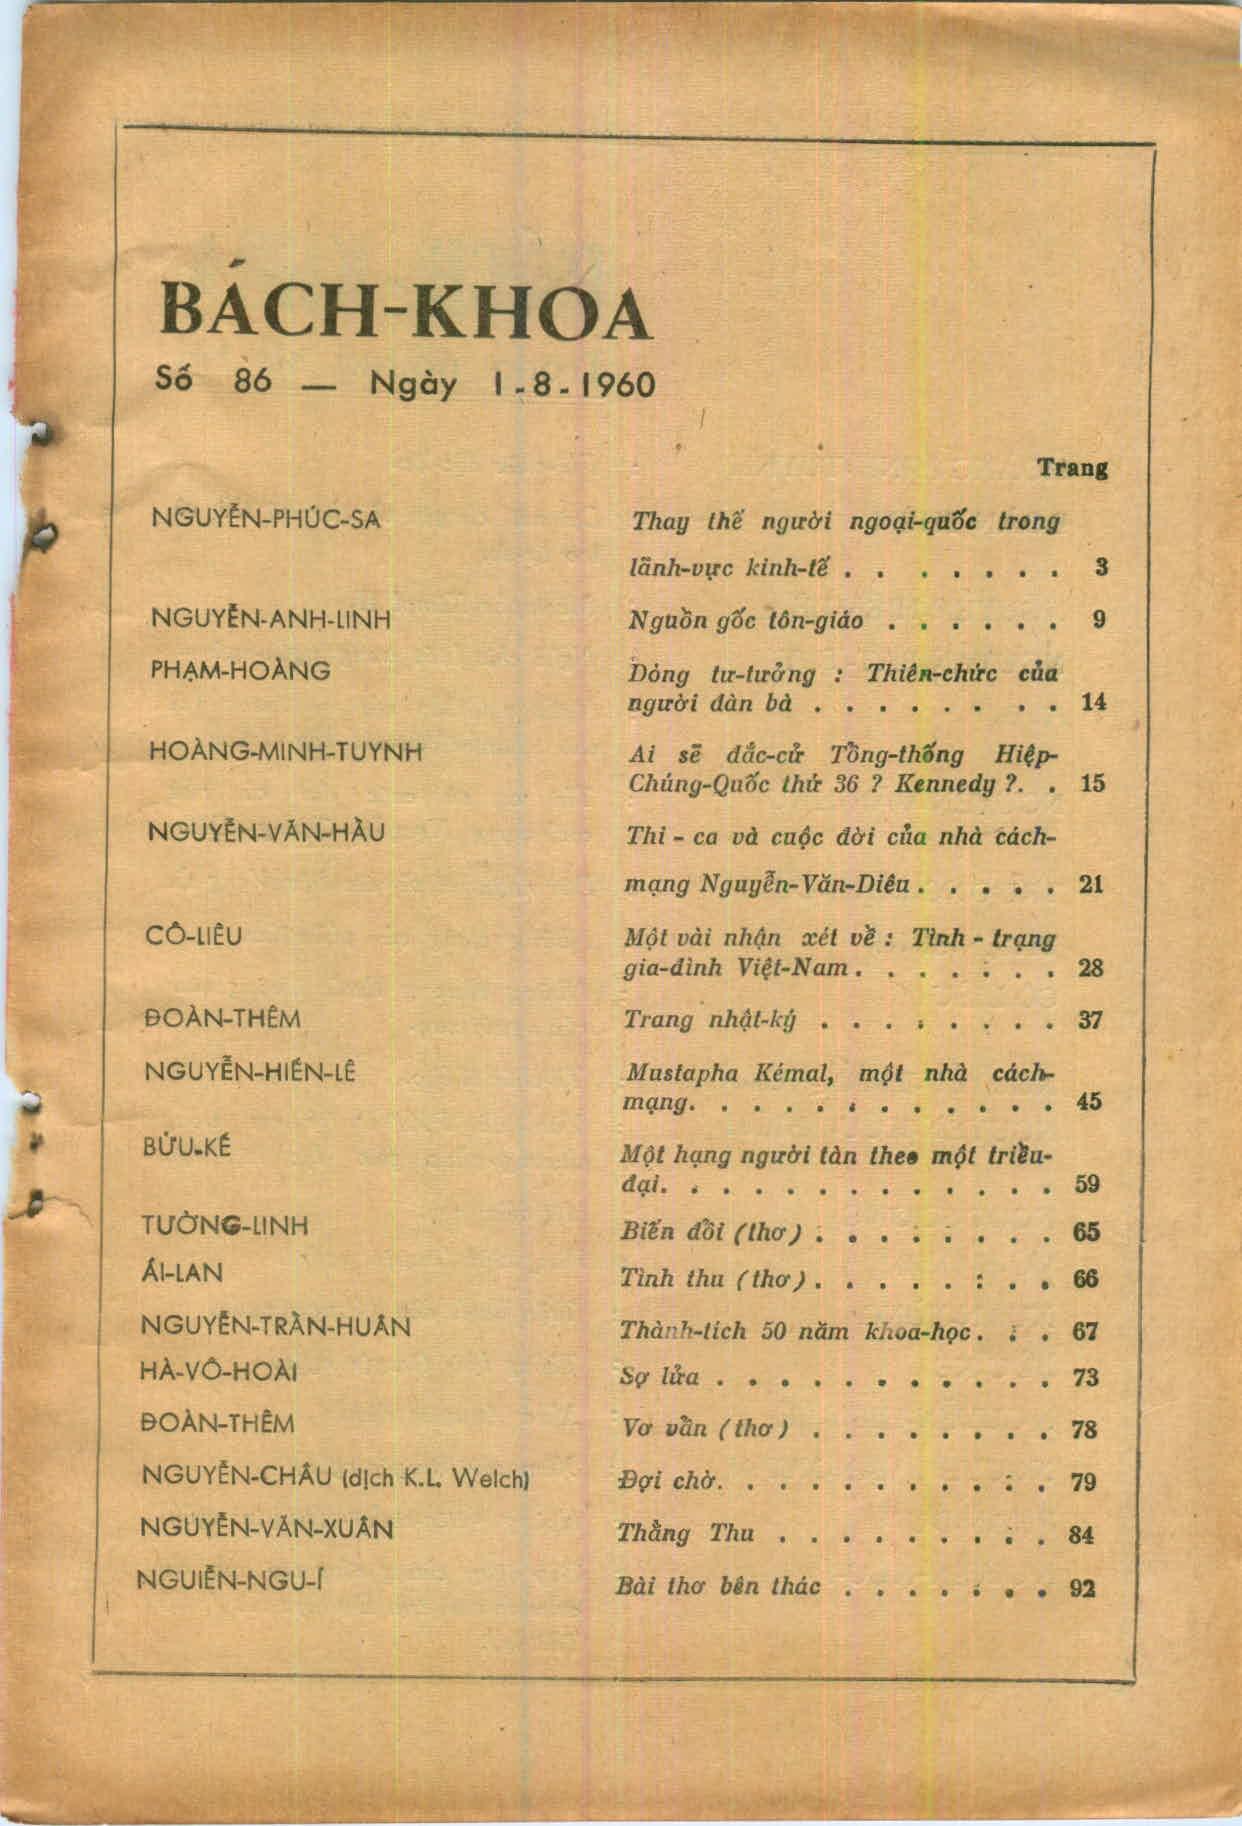 BÁCH-KHOA
Số 86 — Ngày 1-8-1960
Trang
NGUYỄN-PHÚC-SA Thay thế người ngoại-quốc trong
lãnh-vực kinh-tế . . . . . . . 3
NGUYỄN-ANH-LINH Nguồn gốc tôn-giáo . . . . . . 9
PHẠM-HOÀNG Dòng tư-tưởng : Thiên-chức của
người đàn bà . . . . . . . . 14
HOÀNG-MINH-TUYNH Ai sẽ đắc-cử Tổng-thống Hiệp-
Chúng-Quốc thứ 36 ? Kennedy ?. . 15
NGUYỄN-VĂN-HẦU Thi - ca và cuộc đời của nhà cách-
mạng Nguyễn-Văn-Diêu . . . . . 21
CÔ-LIÊU Một vài nhận xét về : Tình - trạng
gia-đình Việt-Nam . . . . . . . 28
ĐOÀN-THÊM Trang nhật-ký . . . . . . . . 37
NGUYỄN-HIẾN-LÊ Mustapha Kémal, một nhà cách-
mạng. . . . . . . . . . . . 45
BỬU-KẾ Một hạng người tàn theo một triều-
đại. . . . . . . . . . . . . 59
TƯỜNG-LINH Biến đổi (thơ) . . . . . . . . 65
ÁI-LAN Tình thu (thơ) . . . . . . . . 66
NGUYỄN-TRẦN-HUÂN Thành-tích 50 năm khoa-học . . . 67
HÀ-VÔ-HOÀI Sợ lửa . . . . . . . . . . . 73
ĐOÀN-THÊM Vơ vẩn (thơ) . . . . . . . . 78
NGUYỄN-CHÂU (dịch K.L. Welch) Đợi chờ. . . . . . . . . . . 79
NGUYỄN-VĂN-XUÂN Thằng Thu . . . . . . . . . 84
NGUIỄN-NGU-Í Bài thơ bên thác . . . . . . . 92